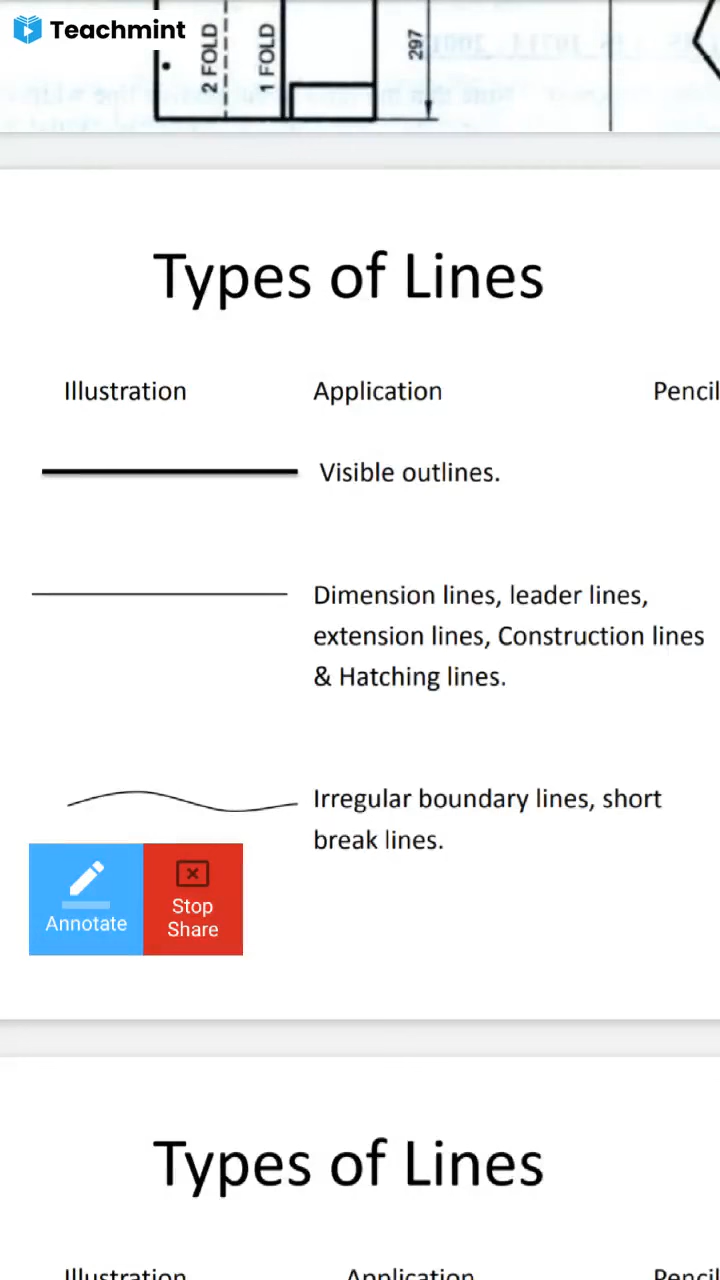 Teachmint
2 FOLD
1 FOLD
297
Types of Lines
Illustration Application Pencil
Visible outlines.
Dimension lines, leader lines,
extension lines, Construction lines
& Hatching lines.
Irregular boundary lines, short
break lines.
Annotate
Stop
Share
Types of Lines
Illustration Application Pencil